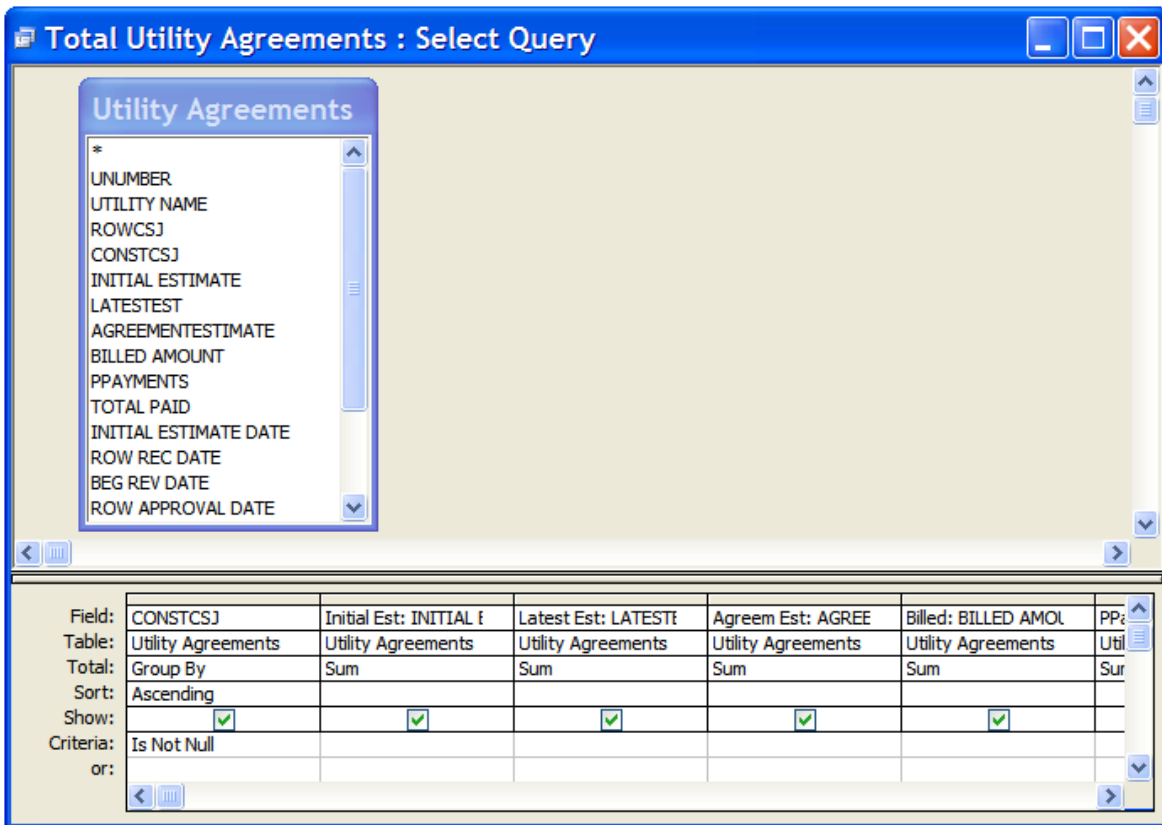 Total Utility Agreements : Select Query
Utility Agreements
*
UNUMBER
UTILITY NAME
ROWCSJ
CONSTCSJ
INITIAL ESTIMATE
LATESTEST
AGREEMENTESTIMATE
BILLED AMOUNT
PPAYMENTS
TOTAL PAID
INITIAL ESTIMATE DATE
ROW REC DATE
BEG REV DATE
ROW APPROVAL DATE
Field: CONSTCSJ Initial Est: INITIAL E Latest Est: LATESTE Agreem Est: AGREE Billed: BILLED AMOU PPa
Table: Utility Agreements Utility Agreements Utility Agreements Utility Agreements Utility Agreements Util
Total: Group By Sum Sum Sum Sum Sur
Sort: Ascending
Show:
Criteria: Is Not Null
or: